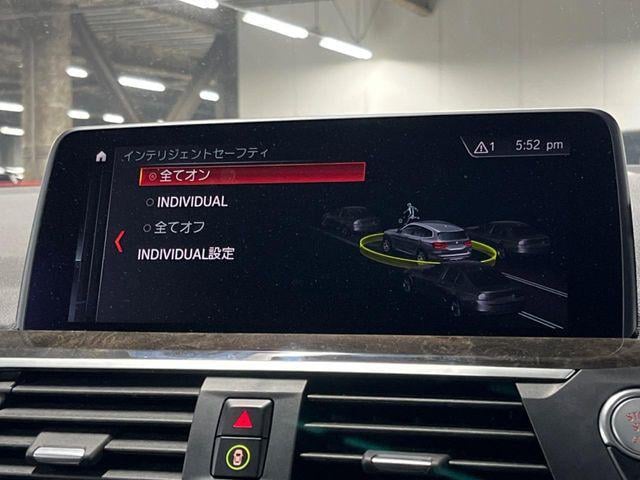 インテリジェントセーフティ
1 5:52 pm
全てオン
INDIVIDUAL
全てオフ
INDIVIDUAL設定